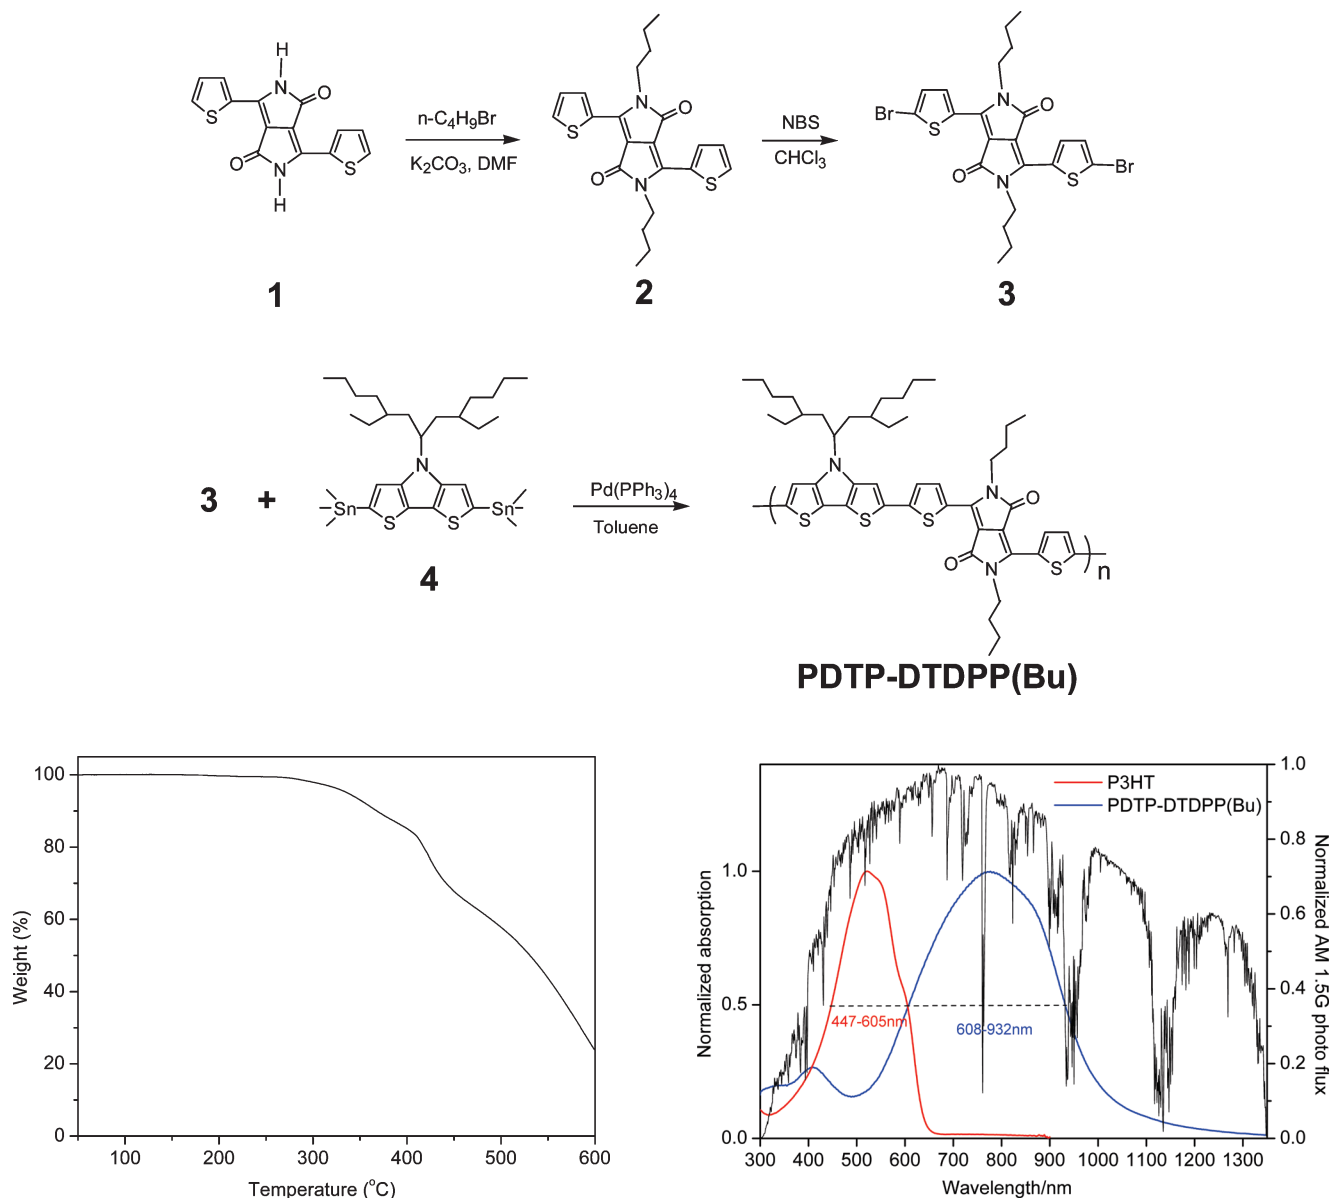 H
N
O
S
O
N
H
S
1
n-C4H9Br
K2CO3, DMF
N
O
S
O
N
S
2
NBS
CHCl3
Br
S
N
O
O
N
S
Br
3
3 +
N
Sn
S
S
Sn
4
Pd(PPh3)4
Toluene
N
S
S
S
N
O
O
N
S
n
PDTP-DTDPP(Bu)
Weight (%)
100
80
60
40
20
0
100 200 300 400 500 600
Temperature (°C)
Normalized absorption
1.0
0.5
0.0
P3HT
PDTP-DTDPP(Bu)
447-605nm
608-932nm
1.0
0.8
0.6
0.4
0.2
0.0
Normalized AM 1.5G photo flux
300 400 500 600 700 800 900 1000 1100 1200 1300
Wavelength/nm